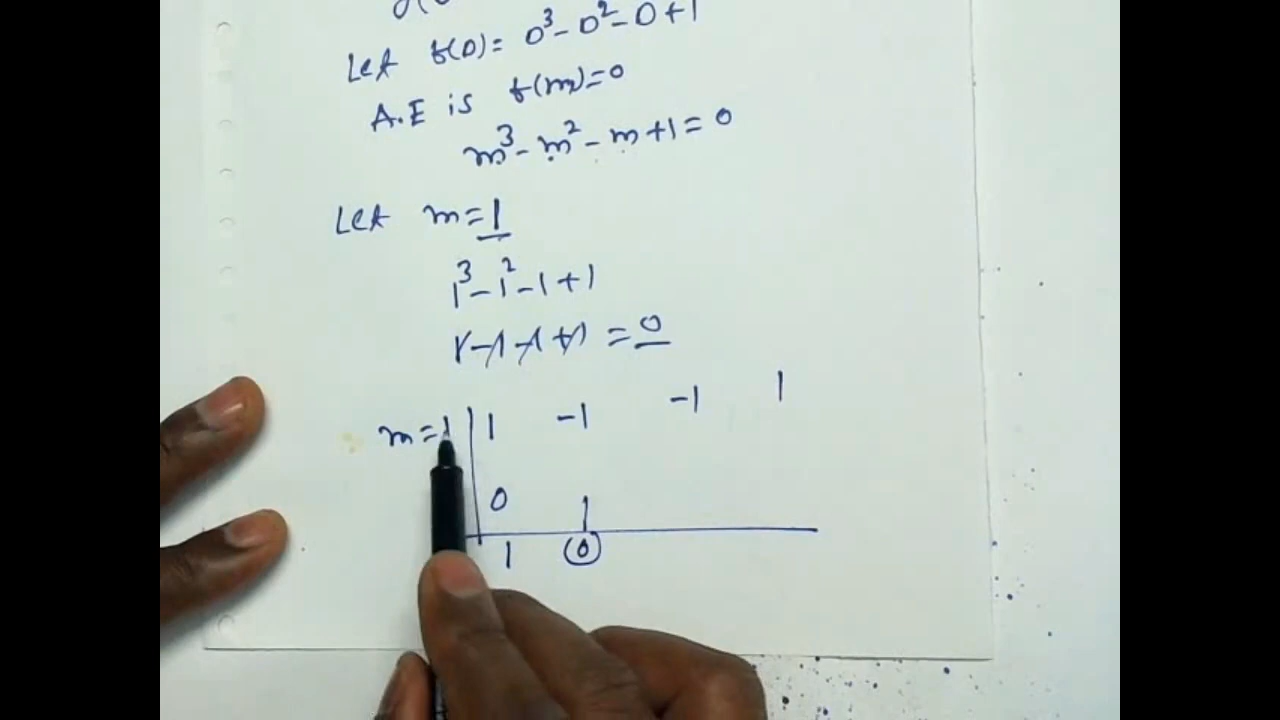 Let f(D) = D³ - D² - D + 1
A.E is f(m) = 0
m³ - m² - m + 1 = 0
Let m = 1
1³ - 1² - 1 + 1
1 - 1 - 1 + 1 = 0
m = 1 | 1 -1 -1 1
0 1
1 0